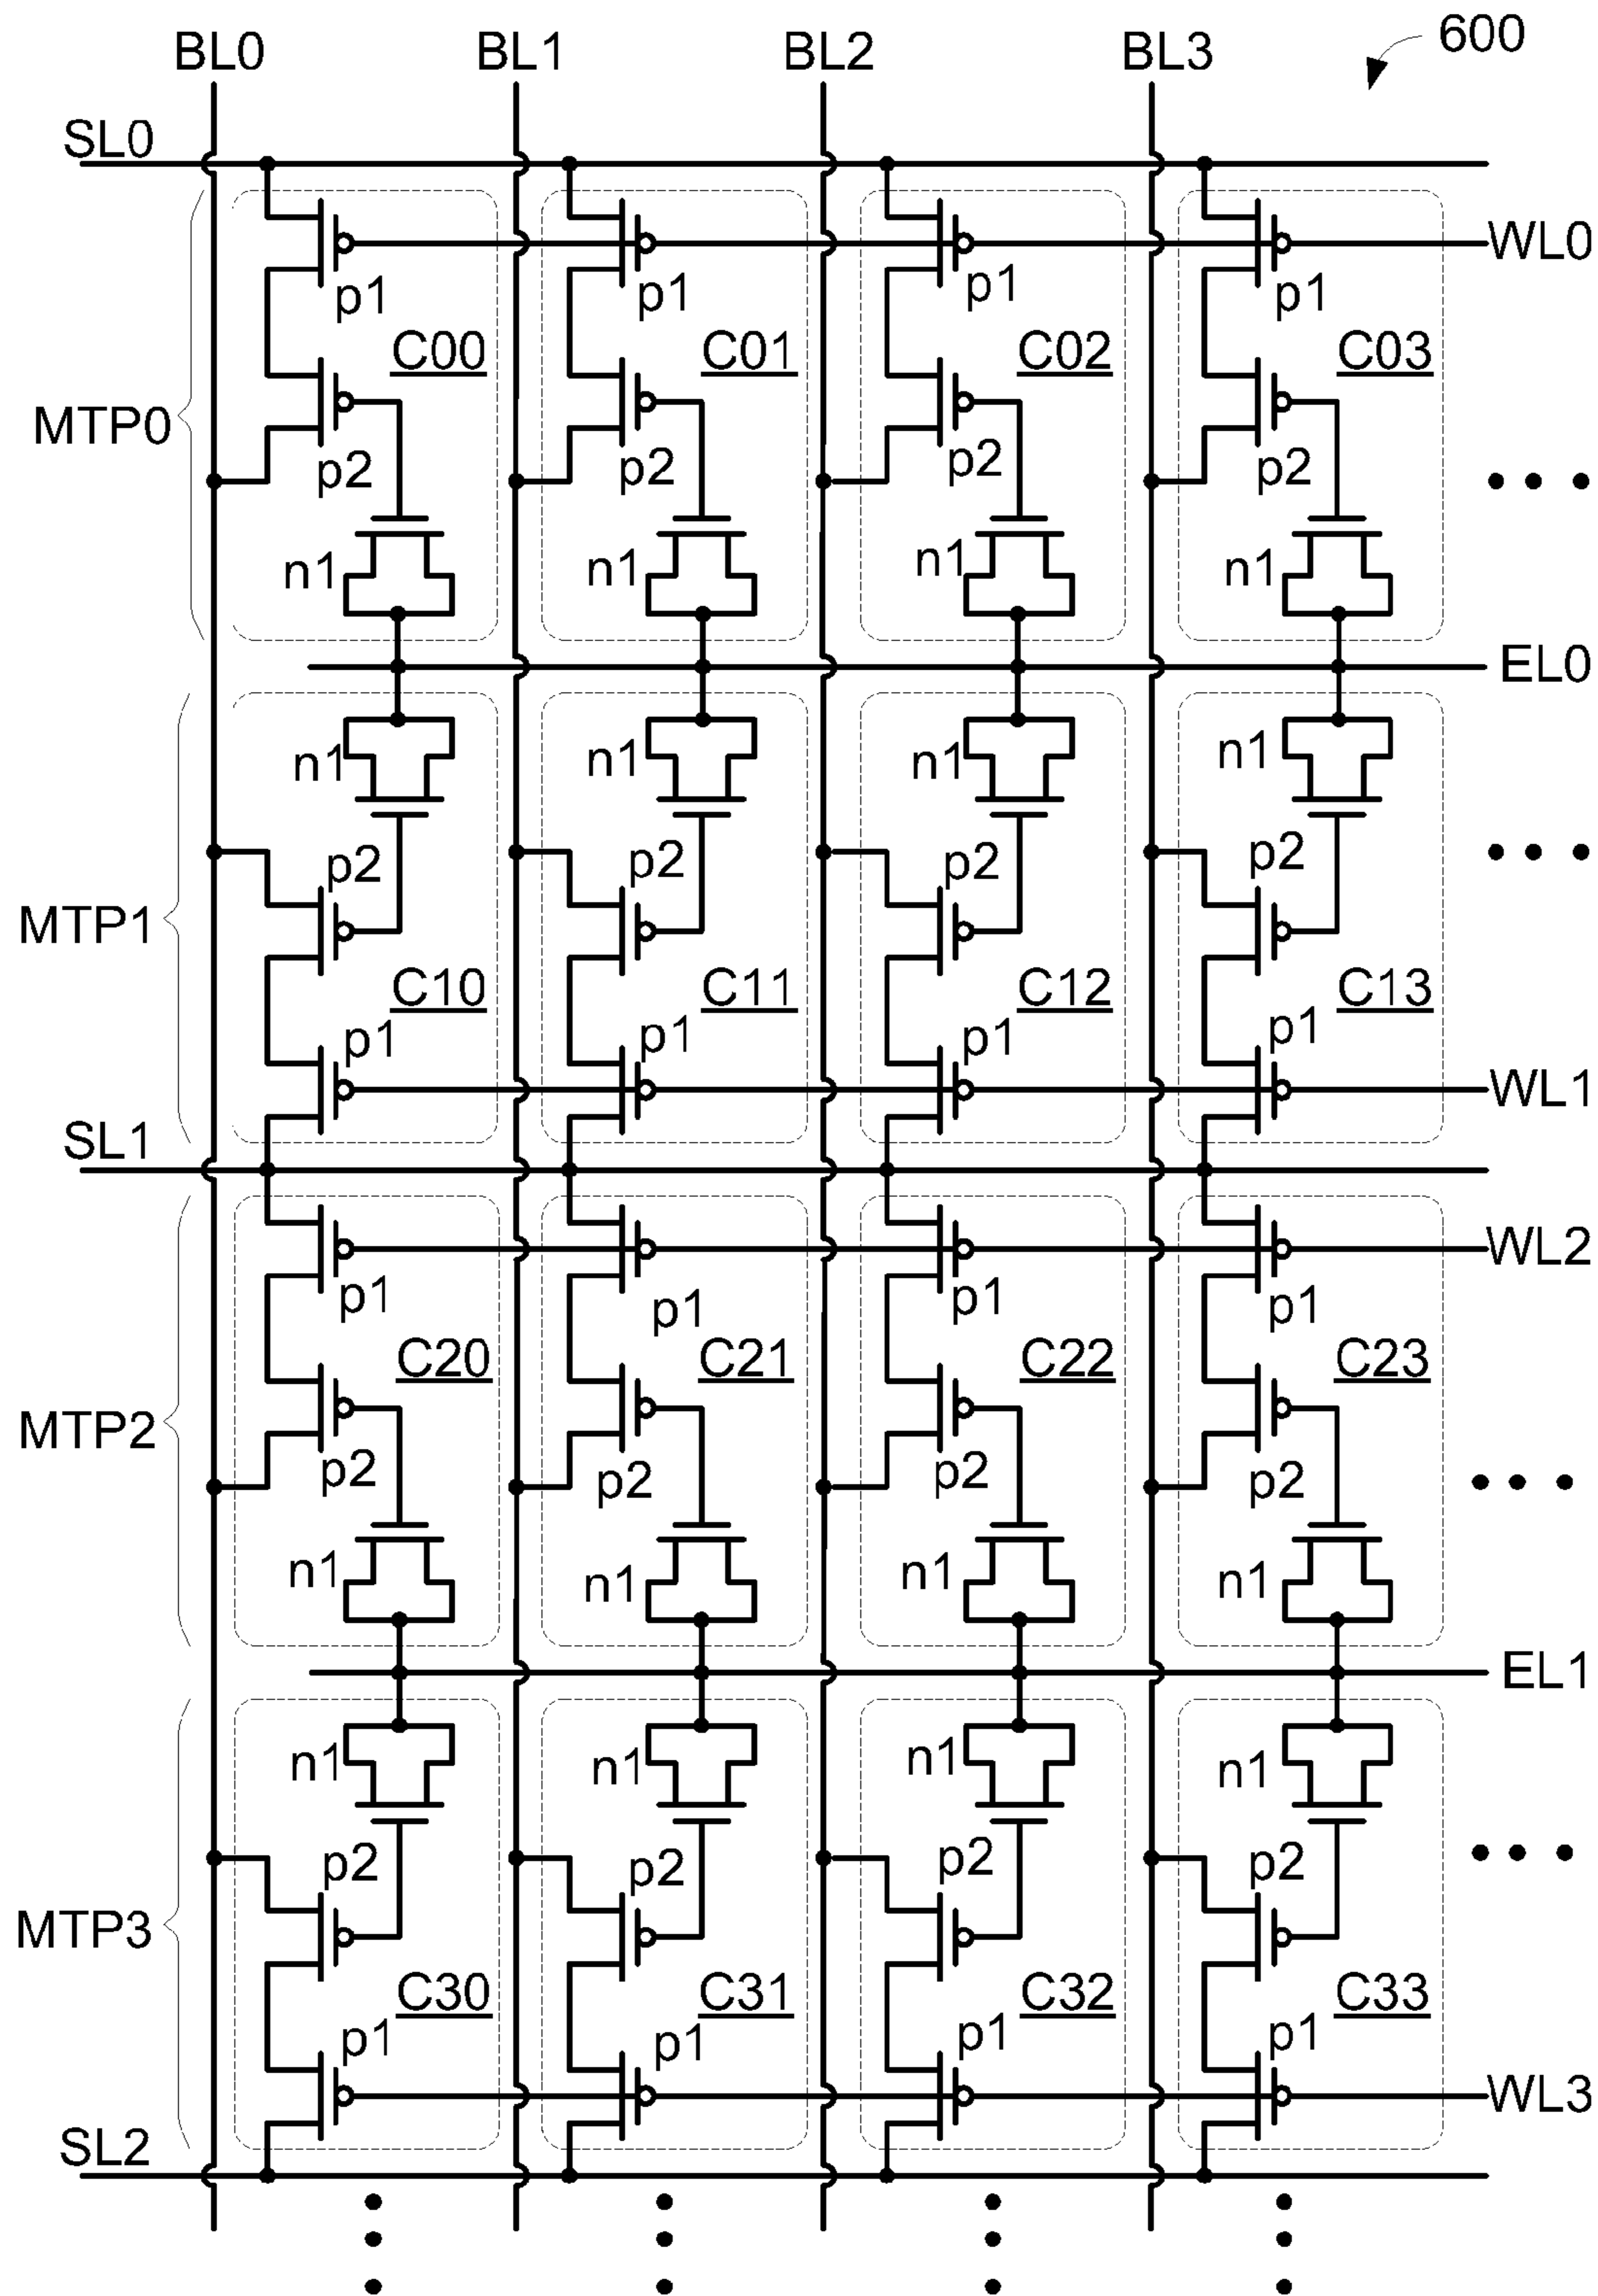 600
BL0 BL1 BL2 BL3
SL0
WL0
p1 p1 p1 p1
C00 C01 C02 C03
MTP0
p2 p2 p2 p2
n1 n1 n1 n1
EL0
n1 n1 n1 n1
p2 p2 p2 p2
MTP1
C10 C11 C12 C13
p1 p1 p1 p1
WL1
SL1
WL2
p1 p1 p1 p1
C20 C21 C22 C23
MTP2
p2 p2 p2 p2
n1 n1 n1 n1
EL1
n1 n1 n1 n1
p2 p2 p2 p2
MTP3
C30 C31 C32 C33
p1 p1 p1 p1
WL3
SL2